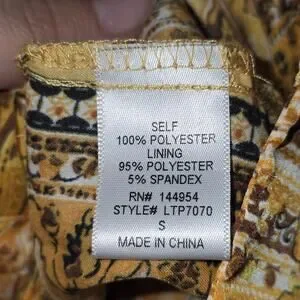 SELF
100% POLYESTER
LINING
95% POLYESTER
5% SPANDEX
RN# 144954
STYLE# LTP7070
S
MADE IN CHINA